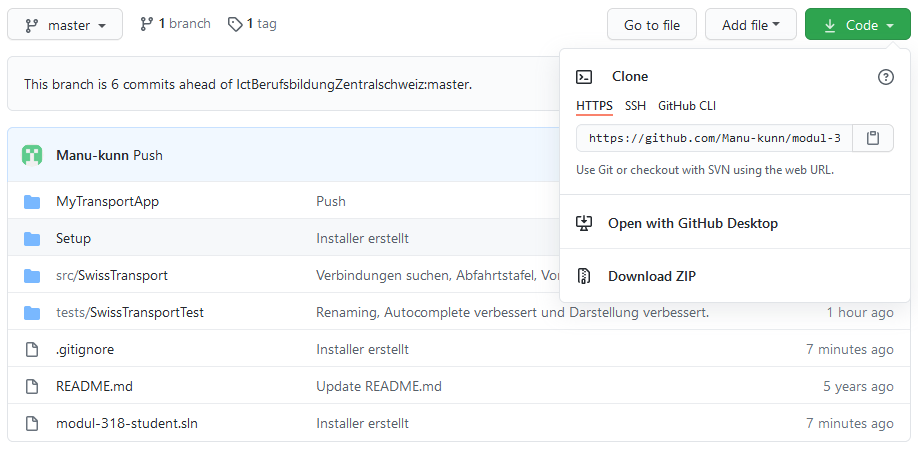 master 1 branch 1 tag Go to file Add file Code
This branch is 6 commits ahead of IctBerufsbildungZentralschweiz:master.
Clone
HTTPS SSH GitHub CLI
https://github.com/Manu-kunn/modul-3
Use Git or checkout with SVN using the web URL.
Open with GitHub Desktop
Download ZIP
Manu-kunn Push
MyTransportApp Push
Setup Installer erstellt
src/SwissTransport Verbindungen suchen, Abfahrtstafel,
tests/SwissTransportTest Renaming, Autocomplete verbessert und Darstellung verbessert. 1 hour ago
.gitignore Installer erstellt 7 minutes ago
README.md Update README.md 5 years ago
modul-318-student.sln Installer erstellt 7 minutes ago